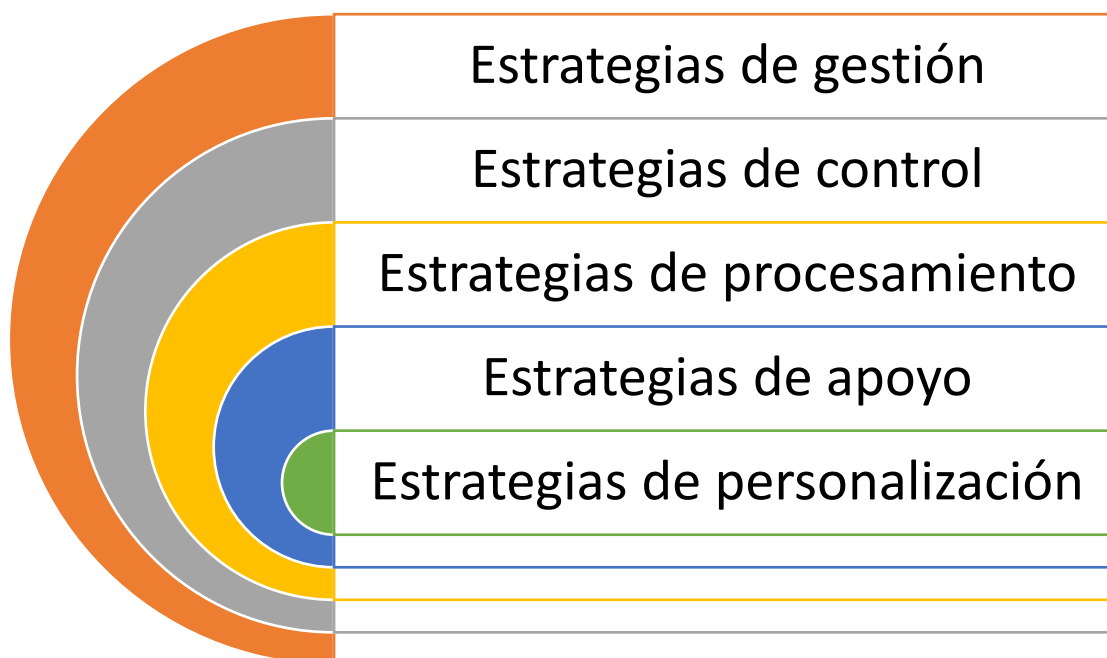 Estrategias de gestión
Estrategias de control
Estrategias de procesamiento
Estrategias de apoyo
Estrategias de personalización